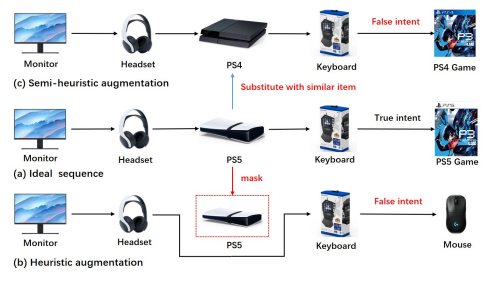 False intent
Monitor Headset PS4 Keyboard PS4 Game
(c) Semi-heuristic augmentation
Substitute with similar item
True intent
Monitor Headset PS5 Keyboard PS5 Game
(a) Ideal sequence
mask
False intent
Monitor Headset PS5 Keyboard Mouse
(b) Heuristic augmentation